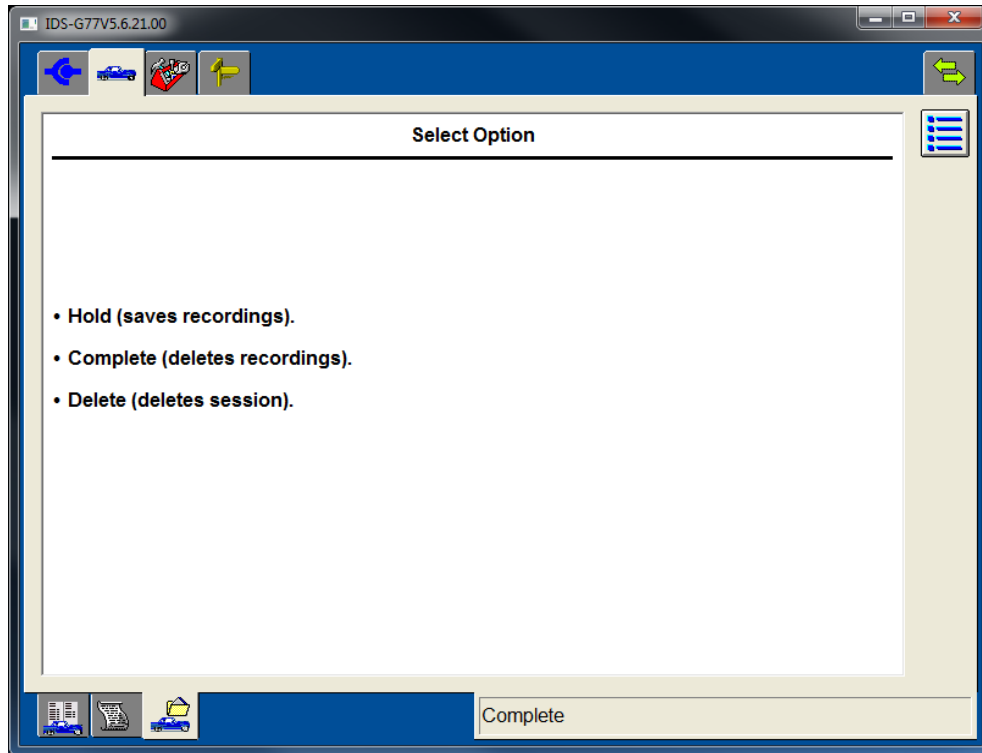 IDS-G77V5.6.21.00
Select Option
• Hold (saves recordings).
• Complete (deletes recordings).
• Delete (deletes session).
Complete